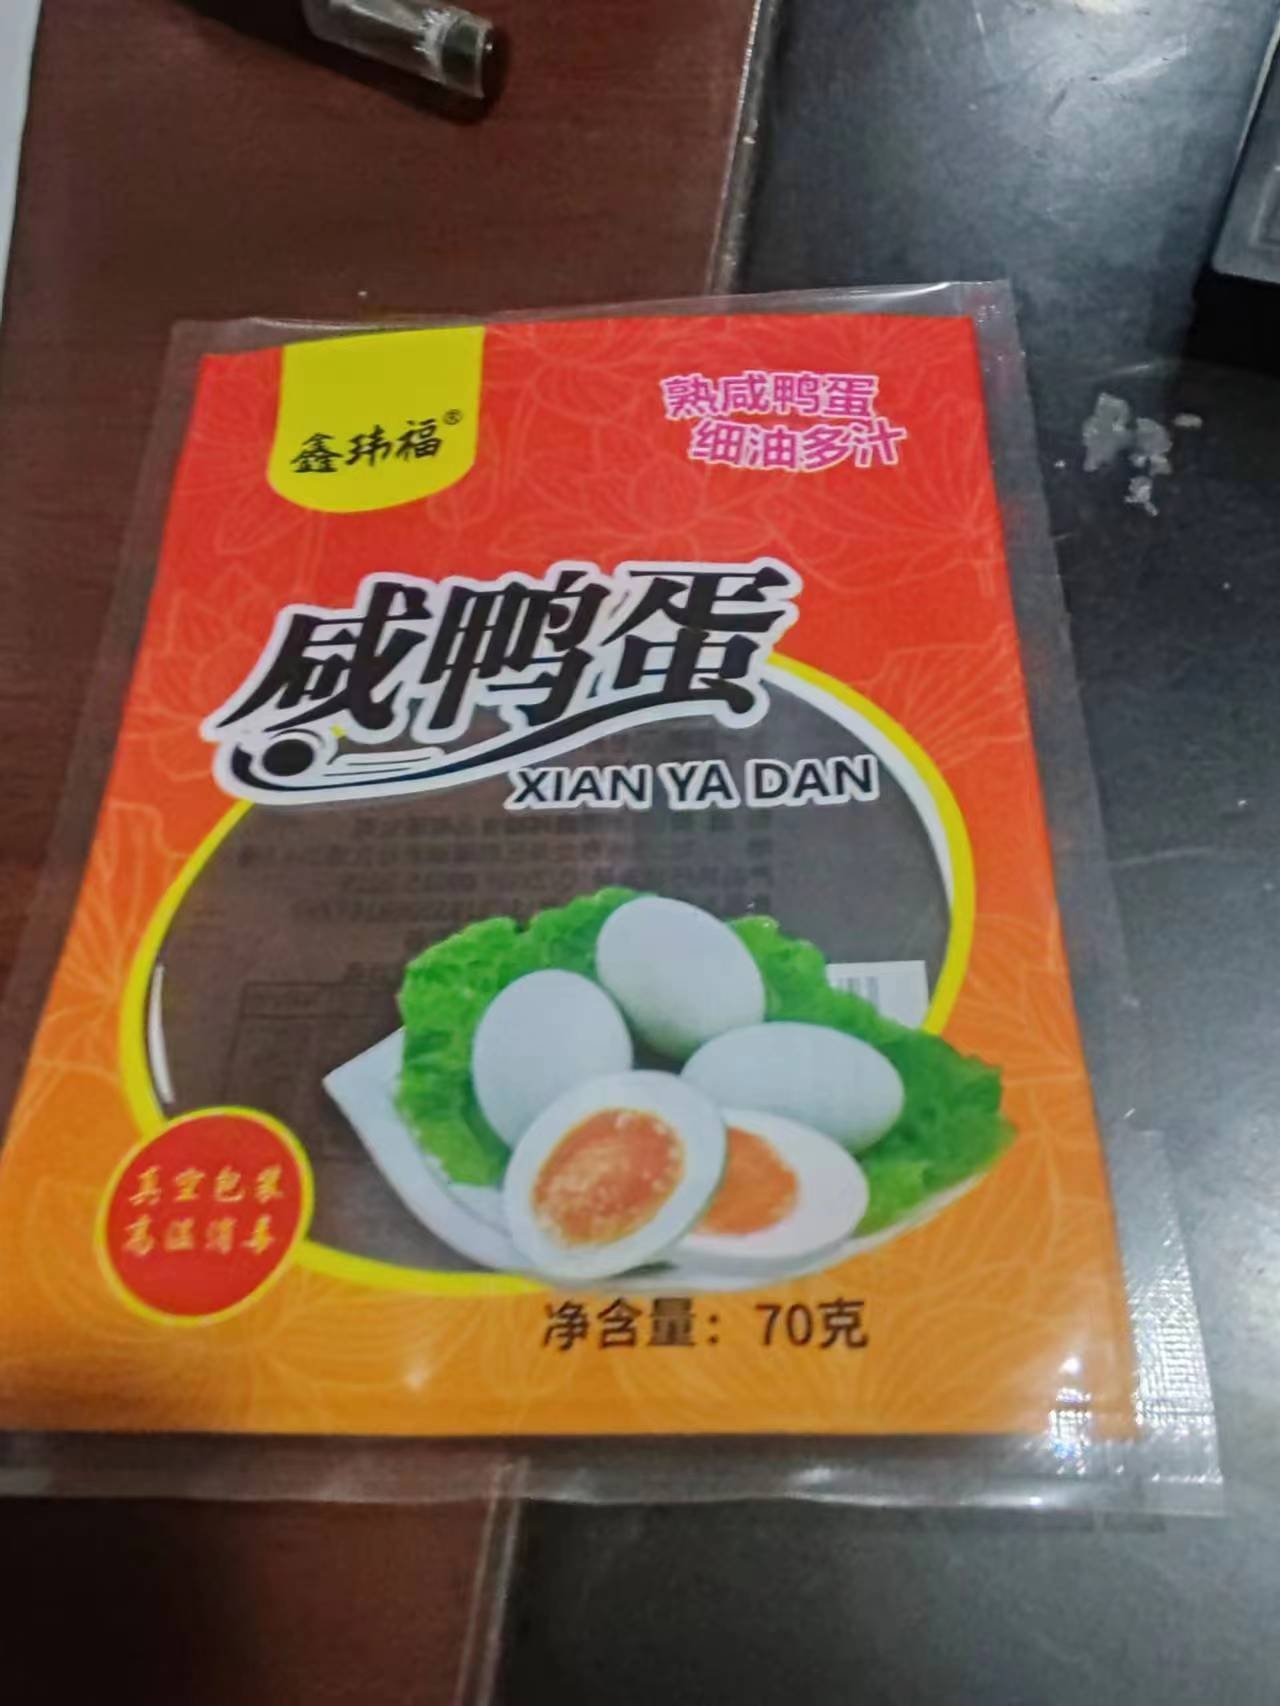 鑫玮福®
熟咸鸭蛋
细油多汁
咸鸭蛋
XIAN YA DAN
真空包装
高温消毒
净含量：70克